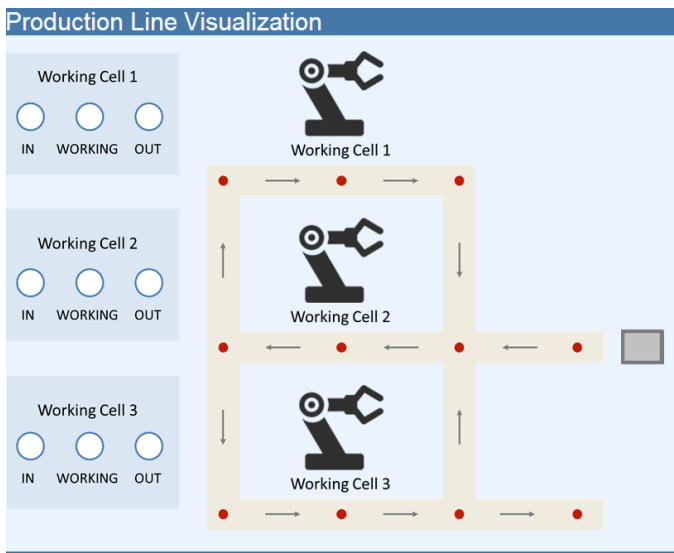 Production Line Visualization
Working Cell 1
IN WORKING OUT
Working Cell 1
Working Cell 2
IN WORKING OUT
Working Cell 2
Working Cell 3
IN WORKING OUT
Working Cell 3